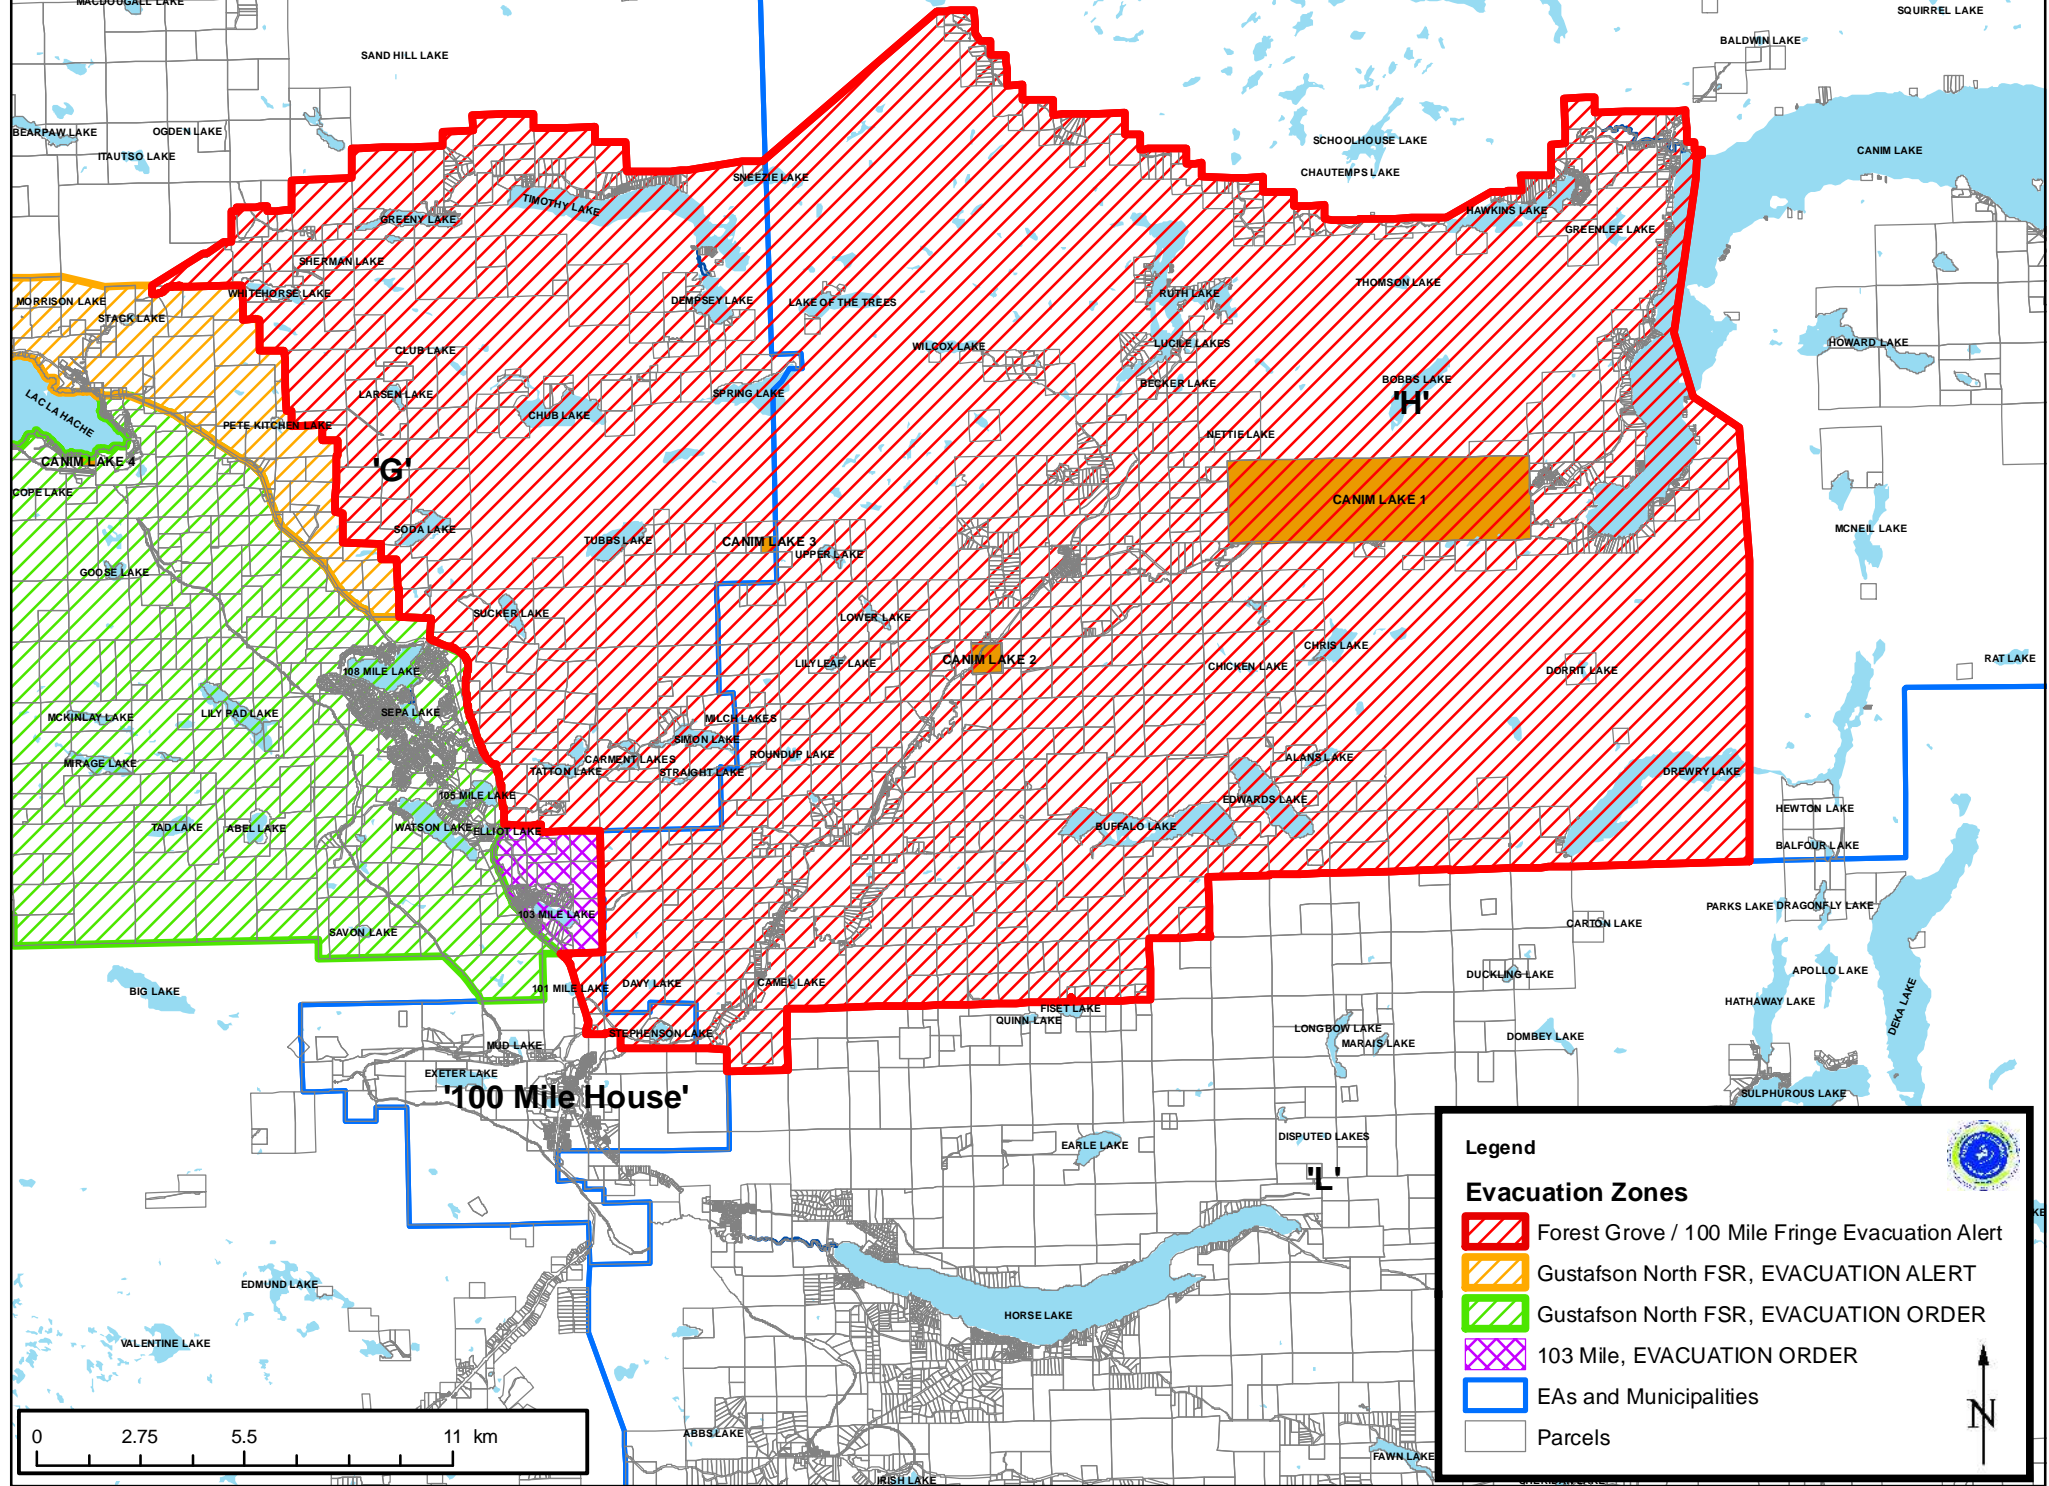 MACDOUGALL LAKE
SQUIRREL LAKE
BALDWIN LAKE
SAND HILL LAKE
BEARPAW LAKE
OGDEN LAKE
ITAUTSO LAKE
SCHOOLHOUSE LAKE
CANIM LAKE
CHAUTEMPS LAKE
SNEEZIE LAKE
TIMOTHY LAKE
GREENY LAKE
HAWKINS LAKE
GREENLEE LAKE
SHERMAN LAKE
THOMSON LAKE
MORRISON LAKE
WHITEHORSE LAKE
DEMPSEY LAKE
LAKE OF THE TREES
RUTH LAKE
STACK LAKE
CLUB LAKE
WILCOX LAKE
LUCILE LAKES
HOWARD LAKE
LARSEN LAKE
SPRING LAKE
BECKER LAKE
BOBBS LAKE
'H'
LAC LA HACHE
CHUB LAKE
PETE KITCHEN LAKE
NETTIE LAKE
CANIM LAKE 4
'G'
COPE LAKE
CANIM LAKE 1
SODA LAKE
TUBBS LAKE
CANIM LAKE 3
UPPER LAKE
MCNEIL LAKE
GOOSE LAKE
SUCKER LAKE
LOWER LAKE
CHRIS LAKE
108 MILE LAKE
LILYLEAF LAKE
CANIM LAKE 2
CHICKEN LAKE
DORRIT LAKE
RAT LAKE
MCKINLAY LAKE
LILY PAD LAKE
SEPA LAKE
MILCH LAKES
SIMON LAKE
ROUNDUP LAKE
ALANS LAKE
MIRAGE LAKE
TATTON LAKE
CARMENT LAKES
STRAIGHT LAKE
DREWRY LAKE
105 MILE LAKE
EDWARDS LAKE
HEWTON LAKE
TAD LAKE
ABEL LAKE
WATSON LAKE
ELLIOT LAKE
BUFFALO LAKE
BALFOUR LAKE
103 MILE LAKE
PARKS LAKE
DRAGONFLY LAKE
SAVON LAKE
CARTON LAKE
BIG LAKE
101 MILE LAKE
DAVY LAKE
CAMEL LAKE
DUCKLING LAKE
APOLLO LAKE
HATHAWAY LAKE
DEKA LAKE
FISET LAKE
QUINN LAKE
STEPHENSON LAKE
LONGBOW LAKE
MARAIS LAKE
DOMBEY LAKE
MUD LAKE
EXETER LAKE
'100 Mile House'
SULPHUROUS LAKE
EARLE LAKE
DISPUTED LAKES
'L'
EDMUND LAKE
HORSE LAKE
VALENTINE LAKE
ABBS LAKE
FAWN LAKE
IRISH LAKE
Legend
Evacuation Zones
Forest Grove / 100 Mile Fringe Evacuation Alert
Gustafson North FSR, EVACUATION ALERT
Gustafson North FSR, EVACUATION ORDER
103 Mile, EVACUATION ORDER
EAs and Municipalities
Parcels
N
0 2.75 5.5 11 km